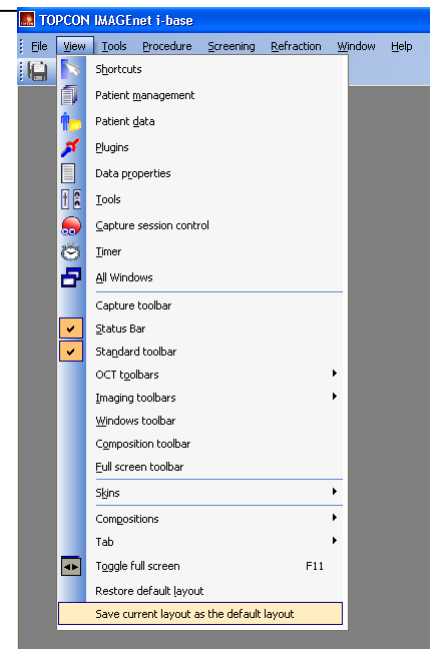 TOPCON IMAGEnet i-base
File View Tools Procedure Screening Refraction Window Help
Shortcuts
Patient management
Patient data
Plugins
Data properties
Tools
Capture session control
Timer
All Windows
Capture toolbar
Status Bar
Standard toolbar
OCT toolbars
Imaging toolbars
Windows toolbar
Composition toolbar
Full screen toolbar
Skins
Compositions
Tab
Toggle full screen F11
Restore default layout
Save current layout as the default layout